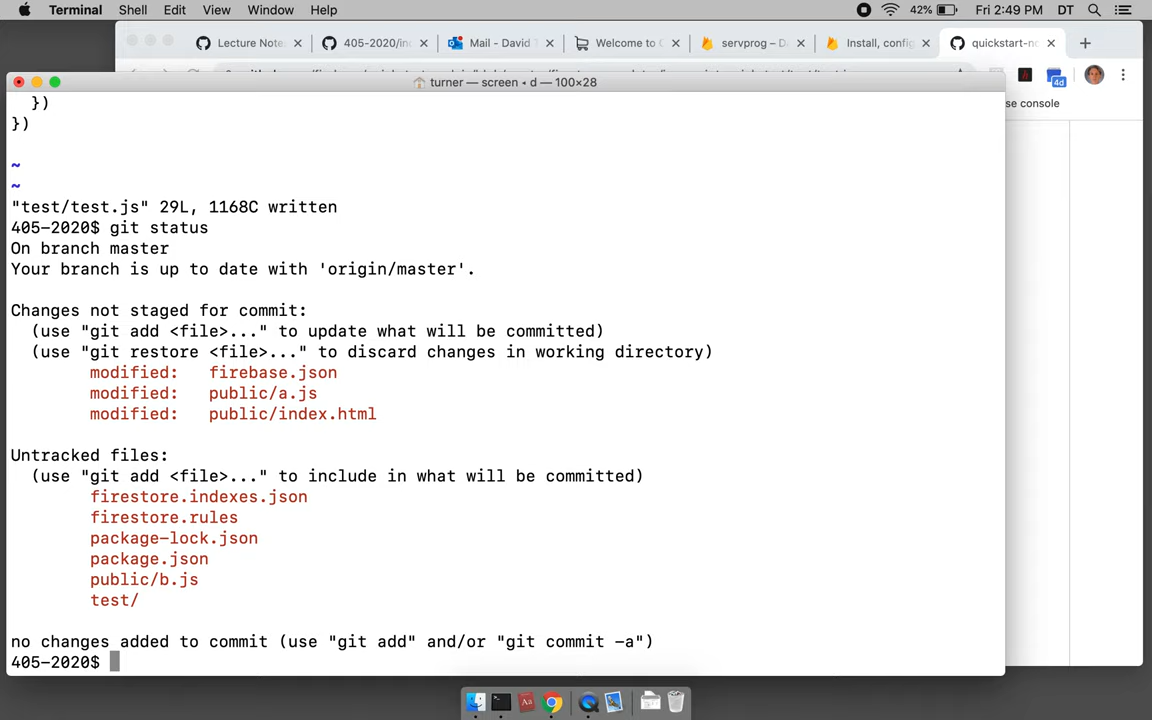 Terminal Shell Edit View Window Help 42% Fri 2:49 PM DT
Lecture Note 405-2020/in Mail - David T Welcome to servprog – D Install, config quickstart-n
4d
turner — screen ◂ d — 100×28
se console
})
})
~
~
"test/test.js" 29L, 1168C written
405-2020$ git status
On branch master
Your branch is up to date with 'origin/master'.
Changes not staged for commit:
(use "git add <file>..." to update what will be committed)
(use "git restore <file>..." to discard changes in working directory)
modified: firebase.json
modified: public/a.js
modified: public/index.html
Untracked files:
(use "git add <file>..." to include in what will be committed)
firestore.indexes.json
firestore.rules
package-lock.json
package.json
public/b.js
test/
no changes added to commit (use "git add" and/or "git commit -a")
405-2020$